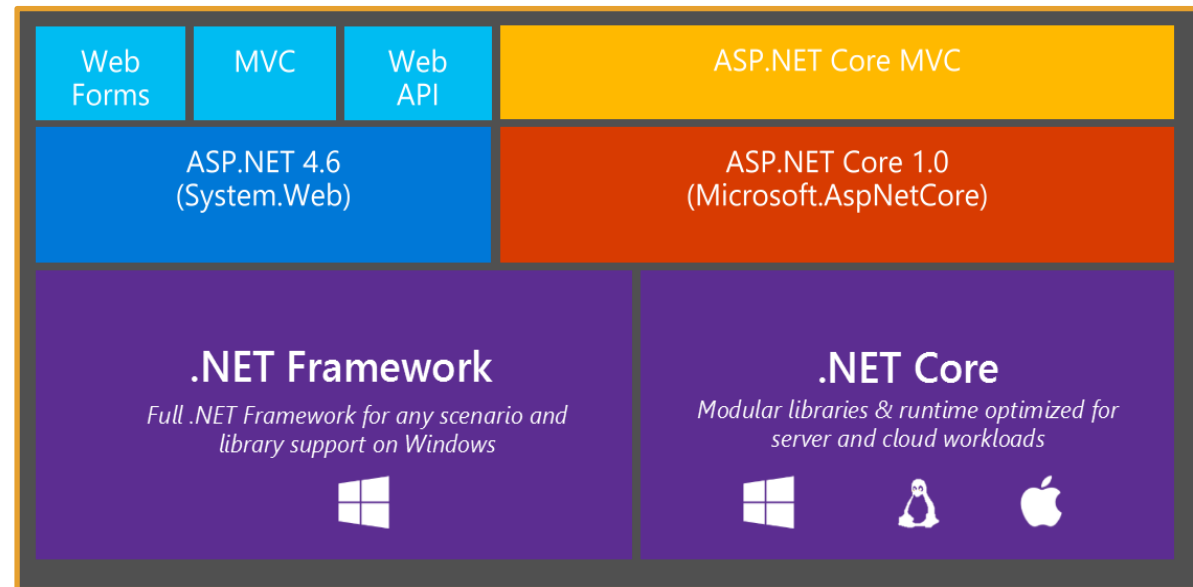 Web
Forms
MVC
Web
API
ASP.NET Core MVC
ASP.NET 4.6
(System.Web)
ASP.NET Core 1.0
(Microsoft.AspNetCore)
.NET Framework
Full .NET Framework for any scenario and
library support on Windows
.NET Core
Modular libraries & runtime optimized for
server and cloud workloads